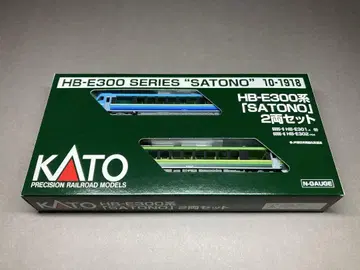 HB-E300 SERIES "SATONO" 10-1918
HB-E300系
「SATONO」
2両セット
KATO
PRECISION RAILROAD MODELS
N-GAUGE
HB-E300系
「SATONO」2両セット